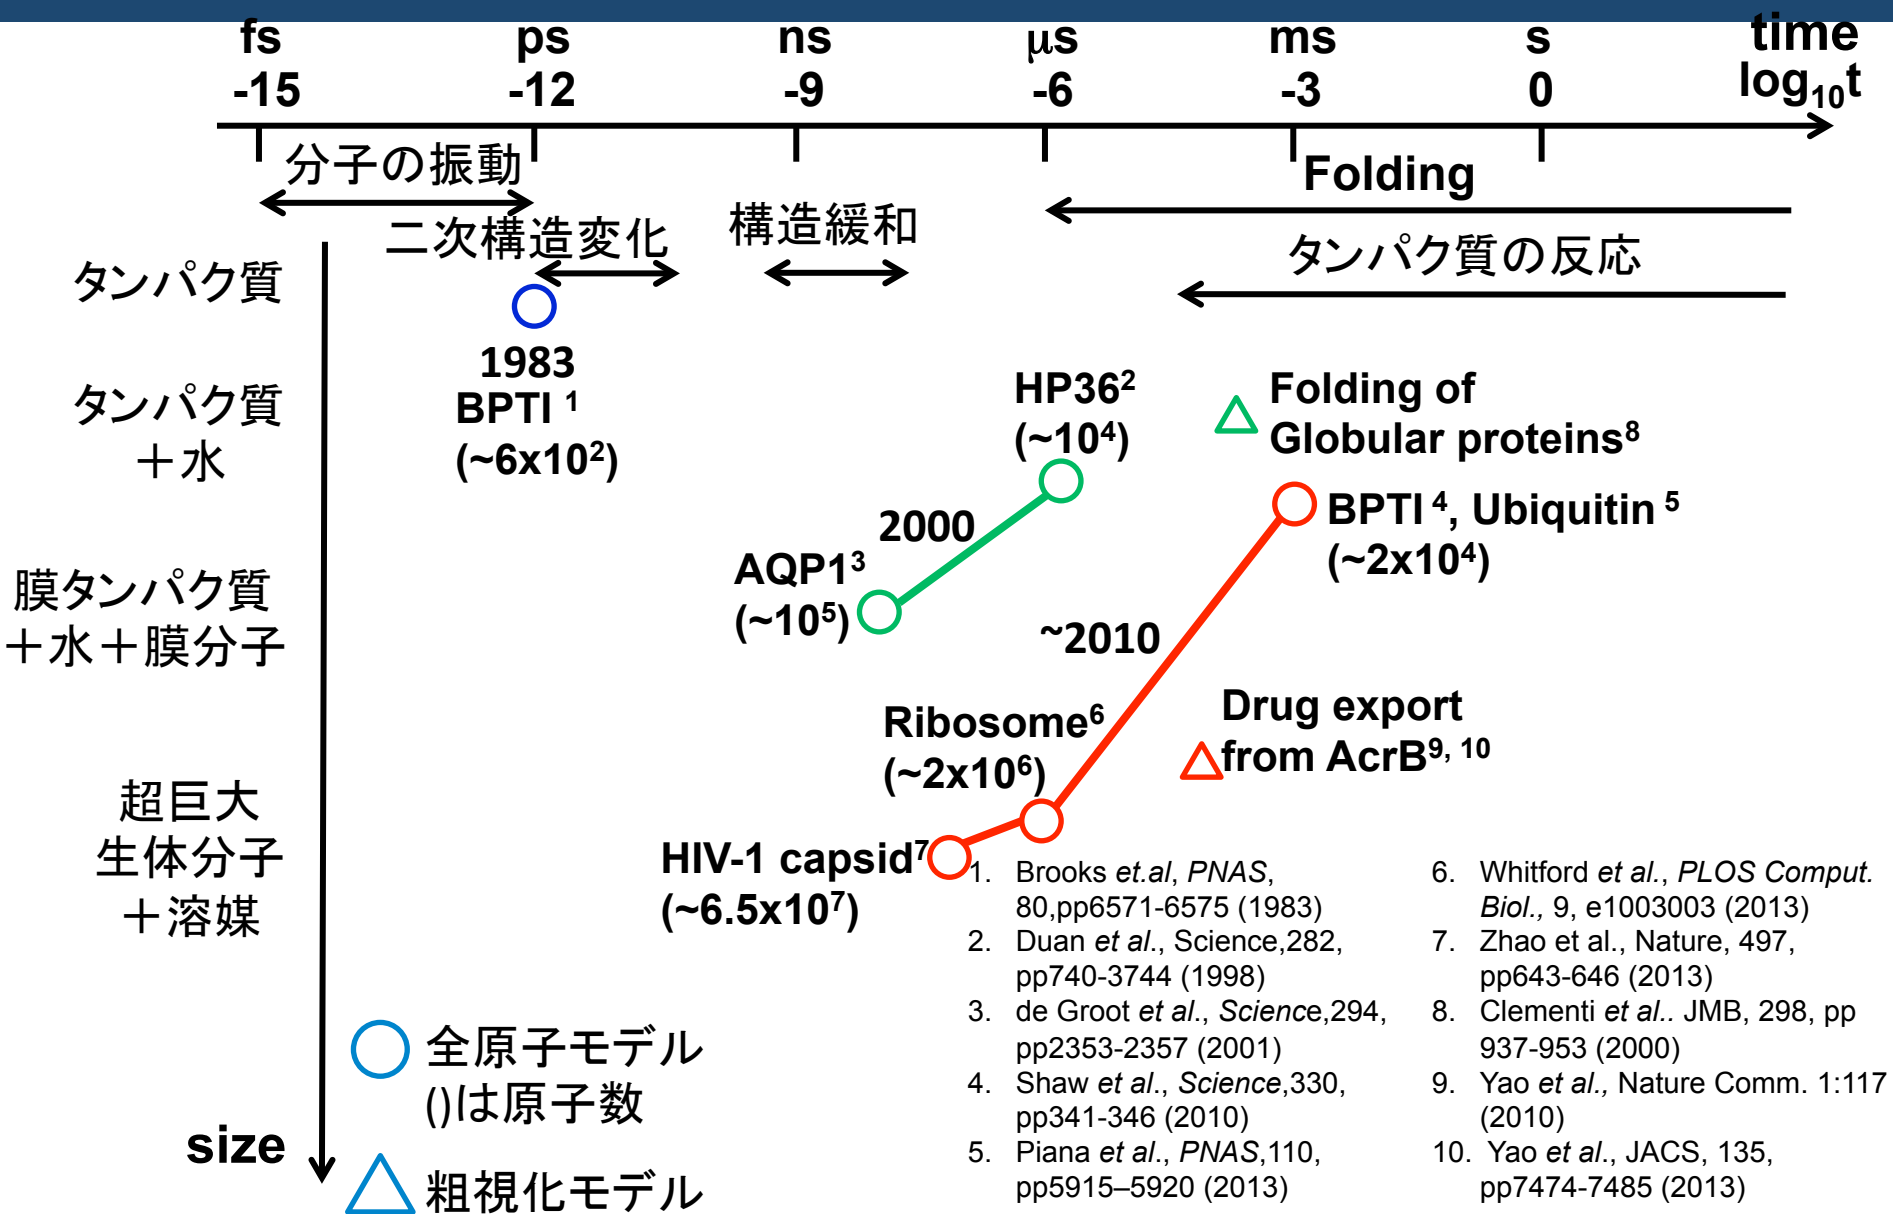 fs ps ns μs ms s time
-15 -12 -9 -6 -3 0 log₁₀t
分子の振動
Folding
二次構造変化
構造緩和
タンパク質の反応
タンパク質
1983
BPTI ¹
(~6x10²)
タンパク質
＋水
HP36²
(~10⁴)
Folding of
Globular proteins⁸
2000
BPTI ⁴, Ubiquitin ⁵
(~2x10⁴)
AQP1³
(~10⁵)
膜タンパク質
＋水＋膜分子
~2010
Ribosome⁶
(~2x10⁶)
Drug export
from AcrB⁹, ¹⁰
超巨大
生体分子
＋溶媒
HIV-1 capsid⁷
(~6.5x10⁷)
size
全原子モデル
()は原子数
粗視化モデル
1. Brooks et.al, PNAS,
80,pp6571-6575 (1983)
2. Duan et al., Science,282,
pp740-3744 (1998)
3. de Groot et al., Science,294,
pp2353-2357 (2001)
4. Shaw et al., Science,330,
pp341-346 (2010)
5. Piana et al., PNAS,110,
pp5915–5920 (2013)
6. Whitford et al., PLOS Comput.
Biol., 9, e1003003 (2013)
7. Zhao et al., Nature, 497,
pp643-646 (2013)
8. Clementi et al.. JMB, 298, pp
937-953 (2000)
9. Yao et al., Nature Comm. 1:117
(2010)
10. Yao et al., JACS, 135,
pp7474-7485 (2013)